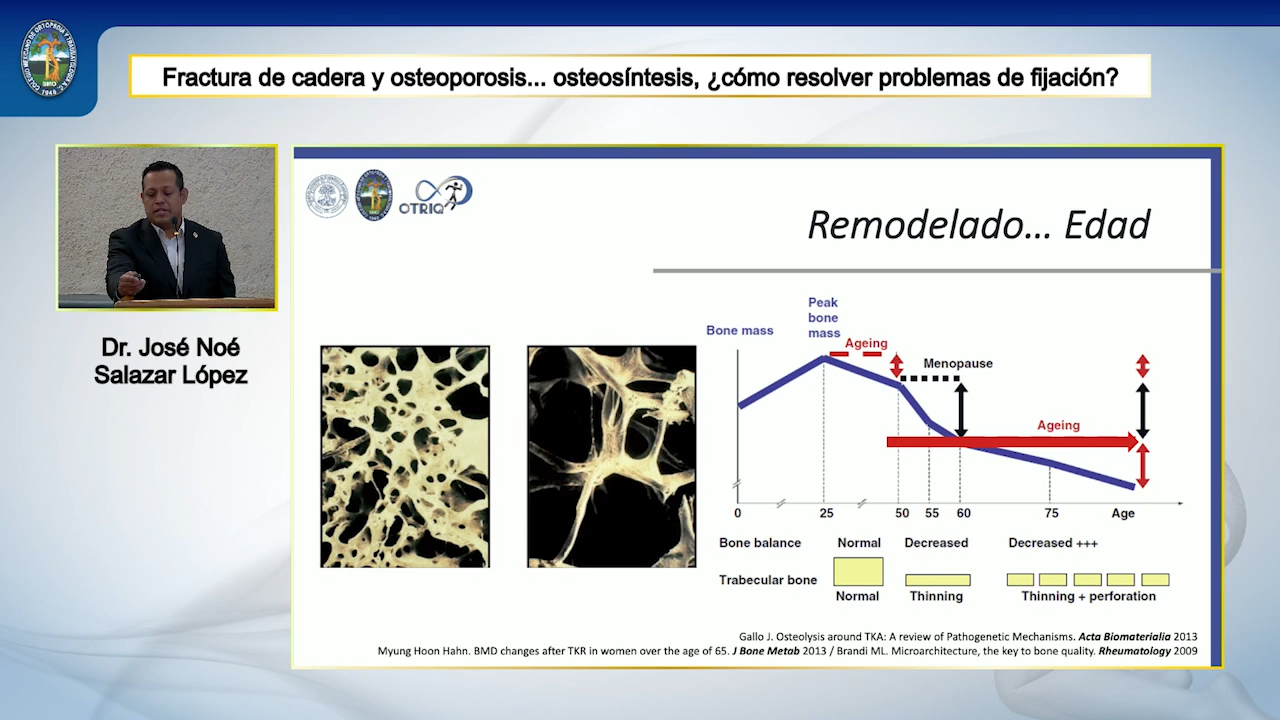 Fractura de cadera y osteoporosis... osteosíntesis, ¿cómo resolver problemas de fijación?
Dr. José Noé
Salazar López
OTRIQ
Remodelado... Edad
Bone mass
Peak
bone
mass
Ageing
Menopause
Ageing
0 25 50 55 60 75 Age
Bone balance Normal Decreased Decreased +++
Trabecular bone
Normal Thinning Thinning + perforation
Gallo J. Osteolysis around TKA: A review of Pathogenetic Mechanisms. Acta Biomaterialia 2013
Myung Hoon Hahn. BMD changes after TKR in women over the age of 65. J Bone Metab 2013 / Brandi ML. Microarchitecture, the key to bone quality. Rheumatology 2009